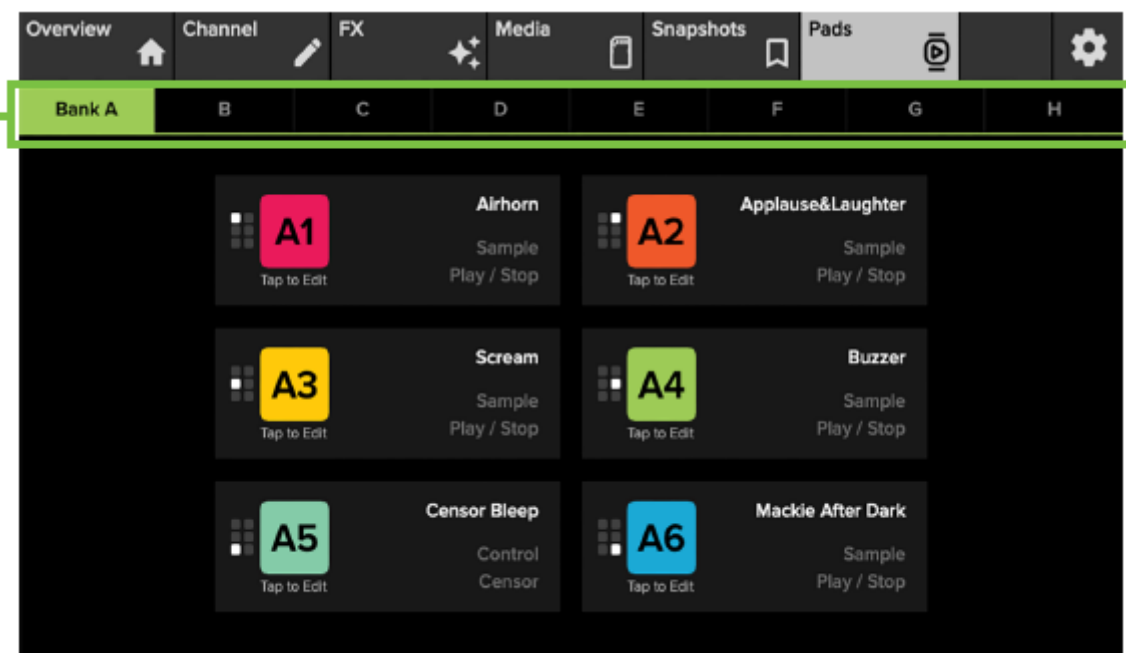 Overview Channel FX Media Snapshots Pads
Bank A B C D E F G H
A1
Tap to Edit
Airhorn
Sample
Play / Stop
A2
Tap to Edit
Applause&Laughter
Sample
Play / Stop
A3
Tap to Edit
Scream
Sample
Play / Stop
A4
Tap to Edit
Buzzer
Sample
Play / Stop
A5
Tap to Edit
Censor Bleep
Control
Censor
A6
Tap to Edit
Mackie After Dark
Sample
Play / Stop